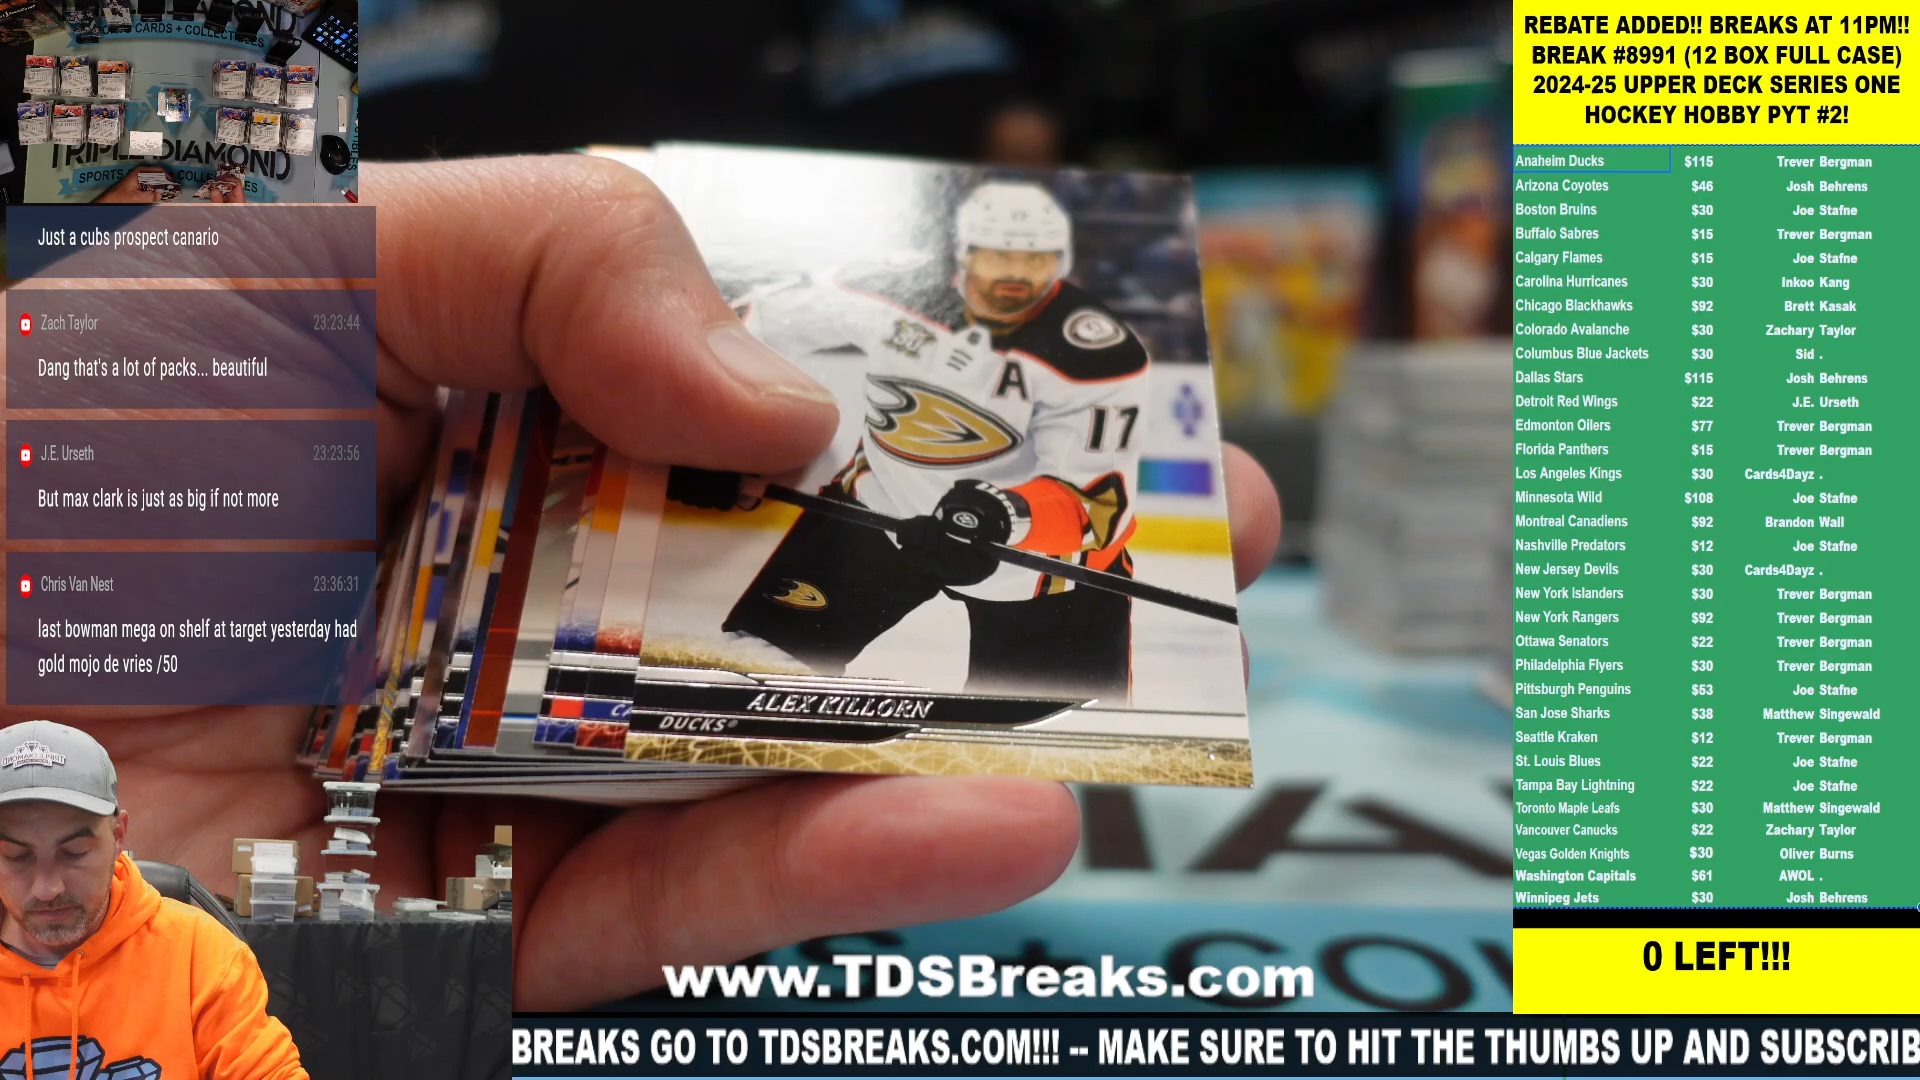 SPORTS CARDS + COLLECTIBLES
TRIPLE DIAMOND
SPORTS
Just a cubs prospect canario
Zach Taylor 23:23:44
Dang that's a lot of packs... beautiful
J.E. Urseth 23:23:56
But max clark is just as big if not more
Chris Van Nest 23:36:31
last bowman mega on shelf at target yesterday had
gold mojo de vries /50
17
A
17
ALEX KILLORN
DUCKS
www.TDSBreaks.com
BREAKS GO TO TDSBREAKS.COM!!! -- MAKE SURE TO HIT THE THUMBS UP AND SUBSCRIB
REBATE ADDED!! BREAKS AT 11PM!!
BREAK #8991 (12 BOX FULL CASE)
2024-25 UPPER DECK SERIES ONE
HOCKEY HOBBY PYT #2!
Anaheim Ducks $115 Trever Bergman
Arizona Coyotes $46 Josh Behrens
Boston Bruins $30 Joe Stafne
Buffalo Sabres $15 Trever Bergman
Calgary Flames $15 Joe Stafne
Carolina Hurricanes $30 Inkoo Kang
Chicago Blackhawks $92 Brett Kasak
Colorado Avalanche $30 Zachary Taylor
Columbus Blue Jackets $30 Sid .
Dallas Stars $115 Josh Behrens
Detroit Red Wings $22 J.E. Urseth
Edmonton Oilers $77 Trever Bergman
Florida Panthers $15 Trever Bergman
Los Angeles Kings $30 Cards4Dayz .
Minnesota Wild $108 Joe Stafne
Montreal Canadiens $92 Brandon Wall
Nashville Predators $12 Joe Stafne
New Jersey Devils $30 Cards4Dayz .
New York Islanders $30 Trever Bergman
New York Rangers $92 Trever Bergman
Ottawa Senators $22 Trever Bergman
Philadelphia Flyers $30 Trever Bergman
Pittsburgh Penguins $53 Joe Stafne
San Jose Sharks $38 Matthew Singewald
Seattle Kraken $12 Trever Bergman
St. Louis Blues $22 Joe Stafne
Tampa Bay Lightning $22 Joe Stafne
Toronto Maple Leafs $30 Matthew Singewald
Vancouver Canucks $22 Zachary Taylor
Vegas Golden Knights $30 Oliver Burns
Washington Capitals $61 AWOL .
Winnipeg Jets $30 Josh Behrens
0 LEFT!!!